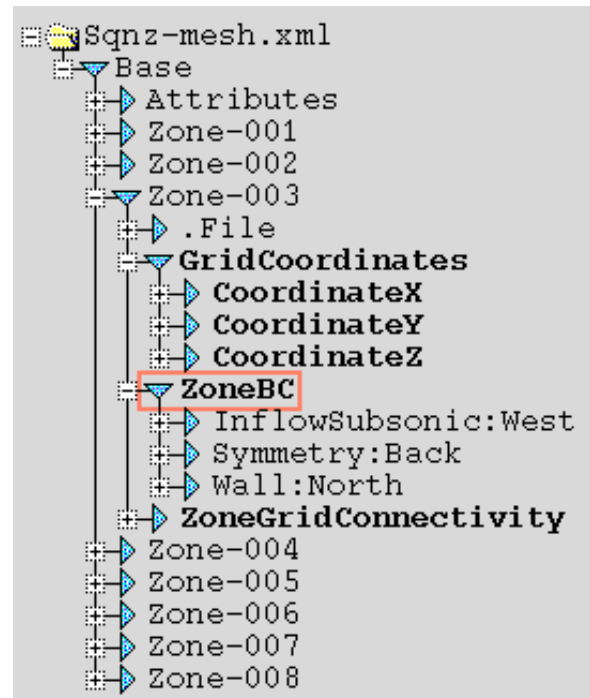 Sqnz-mesh.xml
Base
Attributes
Zone-001
Zone-002
Zone-003
.File
GridCoordinates
CoordinateX
CoordinateY
CoordinateZ
ZoneBC
InflowSubsonic:West
Symmetry:Back
Wall:North
ZoneGridConnectivity
Zone-004
Zone-005
Zone-006
Zone-007
Zone-008